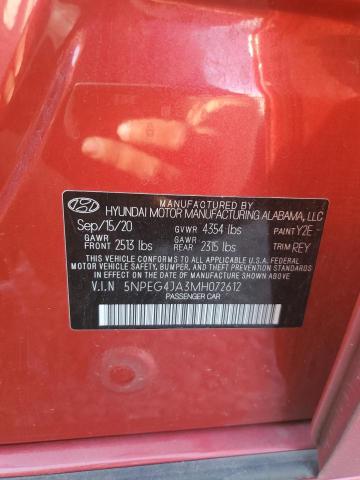 MANUFACTURED BY
HYUNDAI MOTOR MANUFACTURING ALABAMA, LLC
Sep/15/20 GVWR 4354 lbs PAINT Y2E -
GAWR FRONT 2513 lbs GAWR REAR 2315 lbs TRIM REY
THIS VEHICLE CONFORMS TO ALL APPLICABLE U.S.A FEDERAL
MOTOR VEHICLE SAFETY, BUMPER, AND THEFT PREVENTION STANDARDS
IN EFFECT ON THE DATE OF MANUFACTURE SHOWN ABOVE.
V.I.N 5NPEG4JA3MH072612
PASSENGER CAR